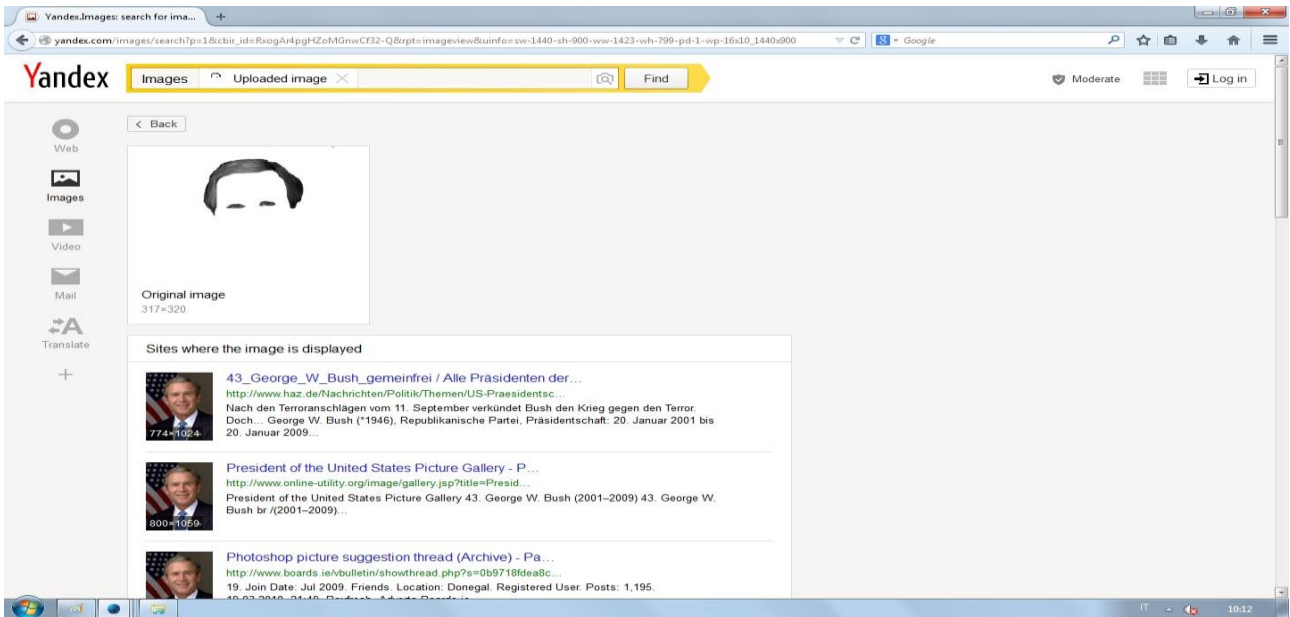 Yandex.Images: search for ima...
yandex.com/images/search?p=1&cbir_id=RxogAr4pgHZoMGnwCf32-Q&rpt=imageview&uinfo=sw-1440-sh-900-ww-1423-wh-799-pd-1-wp-16x10_1440x900
Google
Yandex Images Uploaded image Find Moderate Log in
Back
Web
Images
Video
Mail
Translate
Original image
317×320
Sites where the image is displayed
43_George_W_Bush_gemeinfrei / Alle Präsidenten der...
http://www.haz.de/Nachrichten/Politik/Themen/US-Praesidentsc...
Nach den Terroranschlägen vom 11. September verkündet Bush den Krieg gegen den Terror.
Doch... George W. Bush (*1946), Republikanische Partei, Präsidentschaft: 20. Januar 2001 bis
20. Januar 2009...
774×1024
President of the United States Picture Gallery - P...
http://www.online-utility.org/image/gallery.jsp?title=Presid...
President of the United States Picture Gallery 43. George W. Bush (2001–2009) 43. George W.
Bush br /(2001–2009)...
800×1059
Photoshop picture suggestion thread (Archive) - Pa...
http://www.boards.ie/vbulletin/showthread.php?s=0b9718fdea8c...
19. Join Date: Jul 2009. Friends. Location: Donegal. Registered User. Posts: 1,195.
IT 10:12